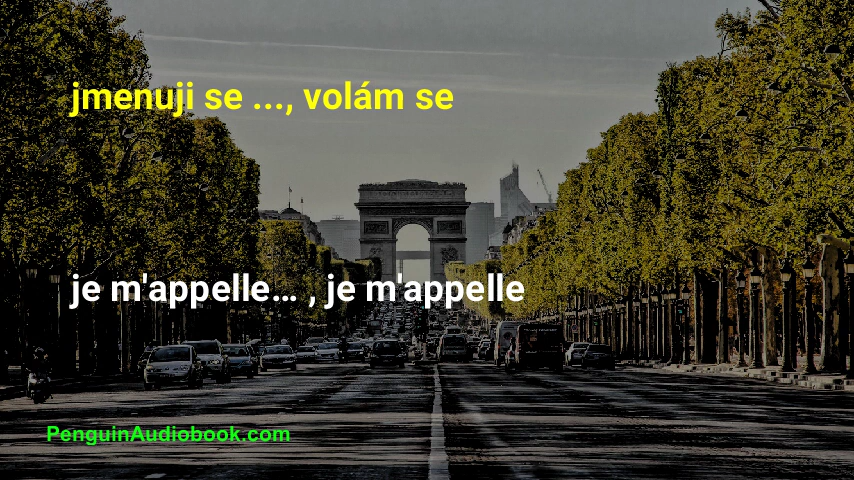 jmenuji se ..., volám se
je m'appelle… , je m'appelle
PenguinAudiobook.com